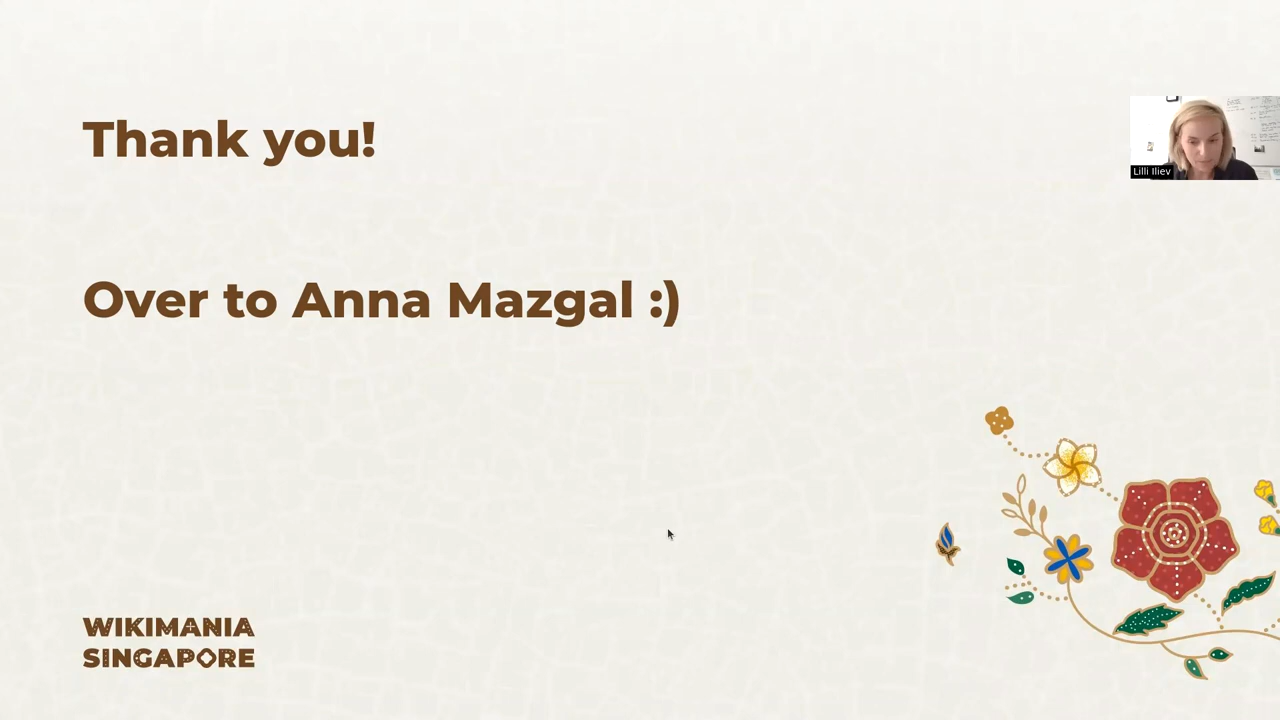 Thank you!
Lilli Iliev
Over to Anna Mazgal :)
WIKIMANIA
SINGAPORE